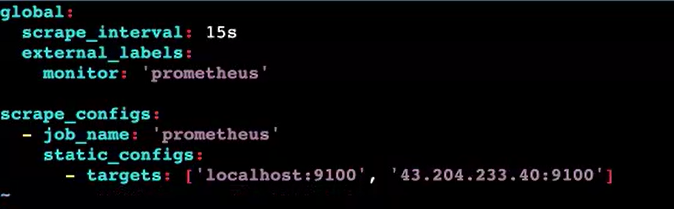 global:
  scrape_interval: 15s
  external_labels:
    monitor: 'prometheus'

scrape_configs:
  - job_name: 'prometheus'
    static_configs:
      - targets: ['localhost:9100', '43.204.233.40:9100']
~